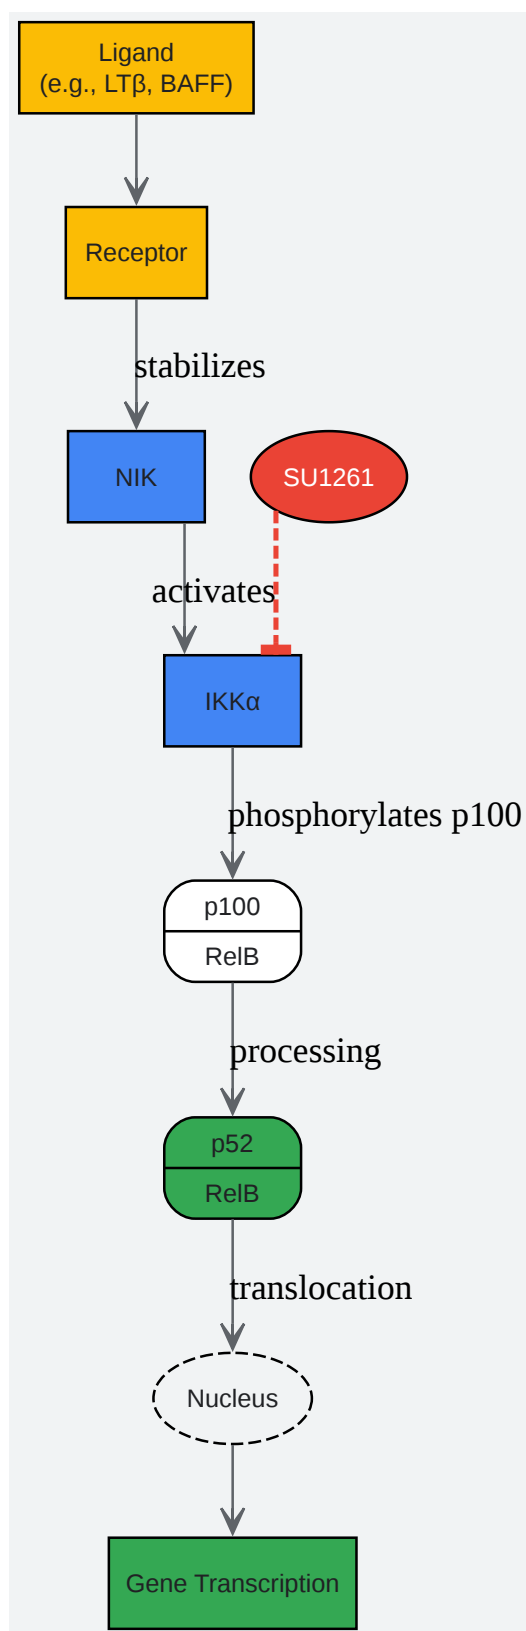 Ligand
(e.g., LTβ, BAFF)
Receptor
stabilizes
NIK
SU1261
activates
IKKα
phosphorylates p100
p100
RelB
processing
p52
RelB
translocation
Nucleus
Gene Transcription